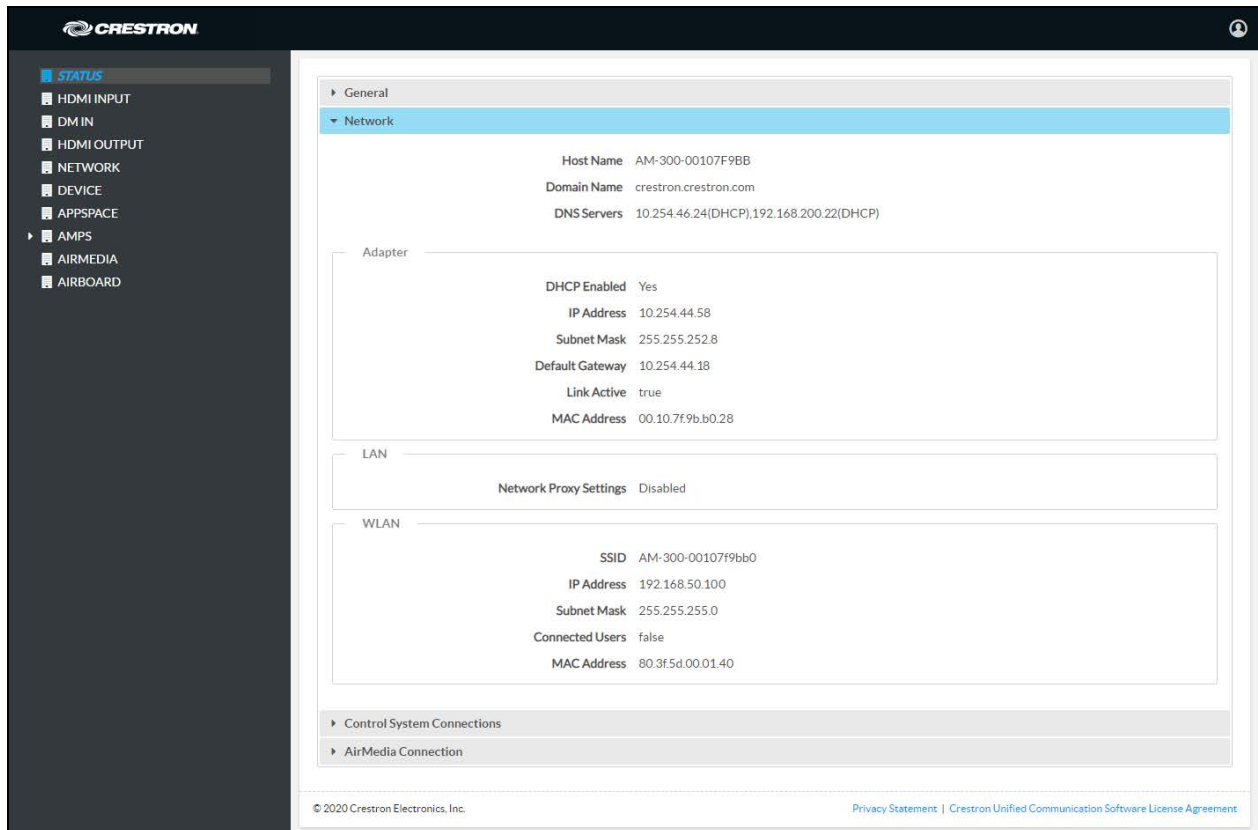 CRESTRON
STATUS
HDMI INPUT
DM IN
HDMI OUTPUT
NETWORK
DEVICE
APPSPACE
AMPS
AIRMEDIA
AIRBOARD
General
Network
Host Name AM-300-00107F9BB
Domain Name crestron.crestron.com
DNS Servers 10.254.46.24(DHCP),192.168.200.22(DHCP)
Adapter
DHCP Enabled Yes
IP Address 10.254.44.58
Subnet Mask 255.255.252.8
Default Gateway 10.254.44.18
Link Active true
MAC Address 00.10.7f.9b.b0.28
LAN
Network Proxy Settings Disabled
WLAN
SSID AM-300-00107f9bb0
IP Address 192.168.50.100
Subnet Mask 255.255.255.0
Connected Users false
MAC Address 80.3f.5d.00.01.40
Control System Connections
AirMedia Connection
© 2020 Crestron Electronics, Inc. Privacy Statement | Crestron Unified Communication Software License Agreement